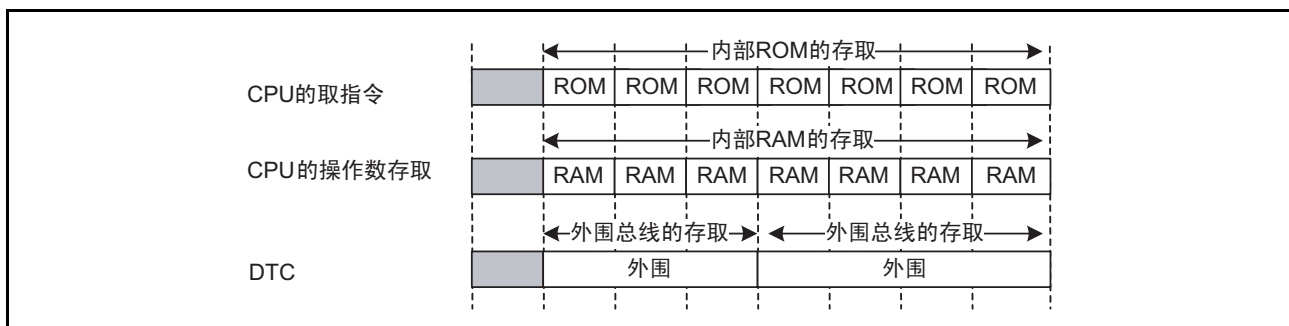 内部ROM的存取
CPU的取指令 ROM ROM ROM ROM ROM ROM ROM
内部RAM的存取
CPU的操作数存取 RAM RAM RAM RAM RAM RAM RAM
外围总线的存取 外围总线的存取
DTC 外围 外围